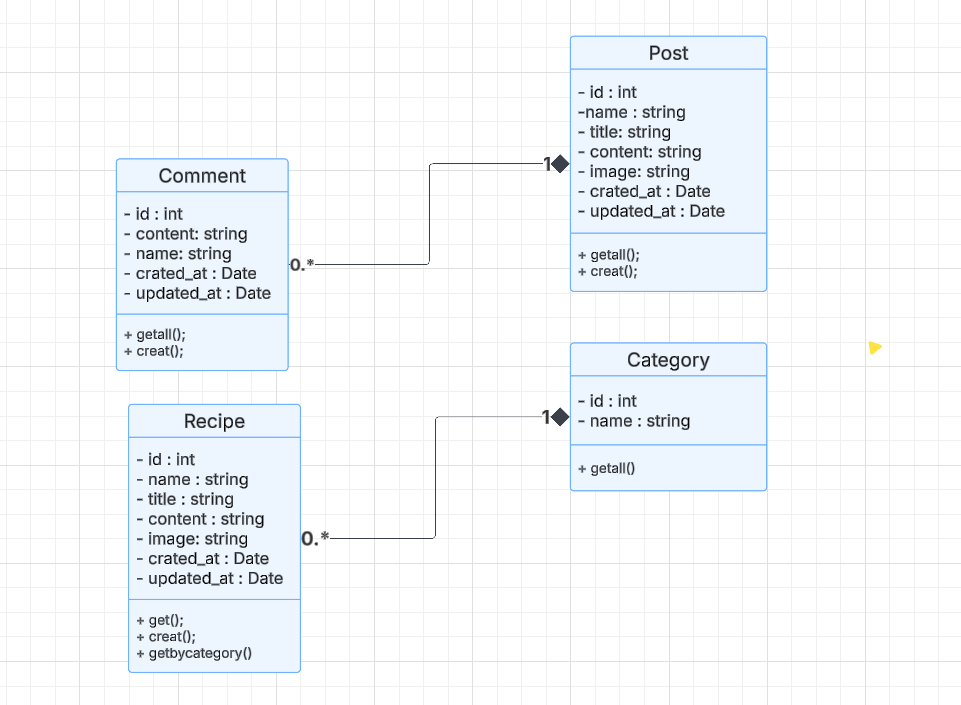 Post
- id : int
-name : string
- title: string
- content: string
- image: string
- crated_at : Date
- updated_at : Date
+ getall();
+ creat();
1
Comment
- id : int
- content: string
- name: string
- crated_at : Date
- updated_at : Date
+ getall();
+ creat();
0.*
Category
- id : int
- name : string
+ getall()
1
Recipe
- id : int
- name : string
- title : string
- content : string
- image: string
- crated_at : Date
- updated_at : Date
+ get();
+ creat();
+ getbycategory()
0.*